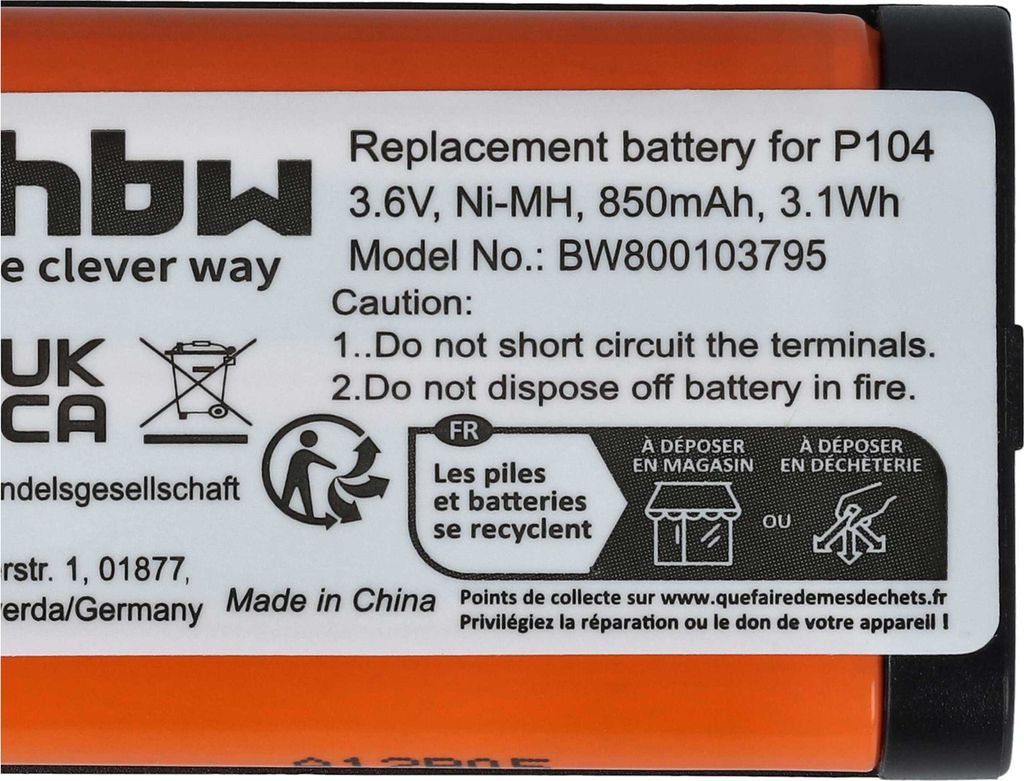 hbw
Replacement battery for P104
3.6V, Ni-MH, 850mAh, 3.1Wh
e clever way
Model No.: BW800103795
Caution:
1..Do not short circuit the terminals.
2.Do not dispose off battery in fire.
UK
CA
FR
Les piles
et batteries
se recyclent
À DÉPOSER
EN MAGASIN
OU
À DÉPOSER
EN DÉCHÈTERIE
ndelsgesellschaft
rstr. 1, 01877,
erda/Germany
Made in China
Points de collecte sur www.quefairedemesdechets.fr
Privilégiez la réparation ou le don de votre appareil !